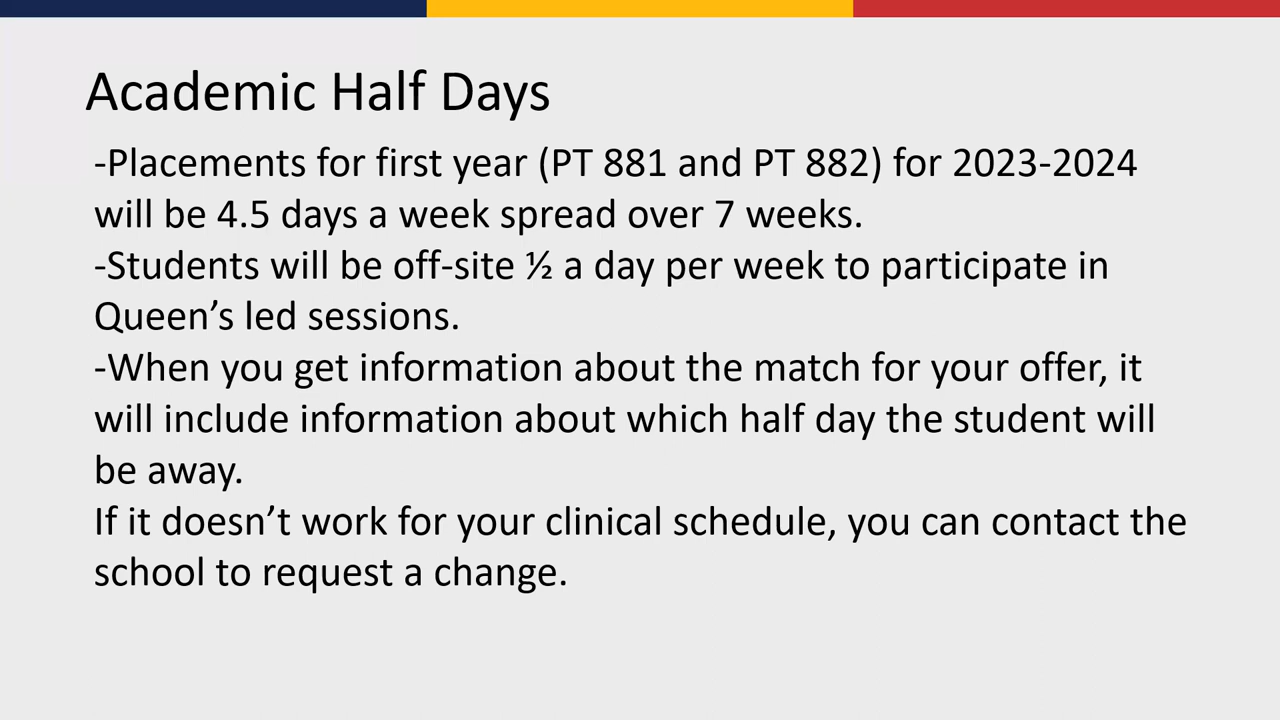 Academic Half Days
-Placements for first year (PT 881 and PT 882) for 2023-2024
will be 4.5 days a week spread over 7 weeks.
-Students will be off-site ½ a day per week to participate in
Queen’s led sessions.
-When you get information about the match for your offer, it
will include information about which half day the student will
be away.
If it doesn’t work for your clinical schedule, you can contact the
school to request a change.